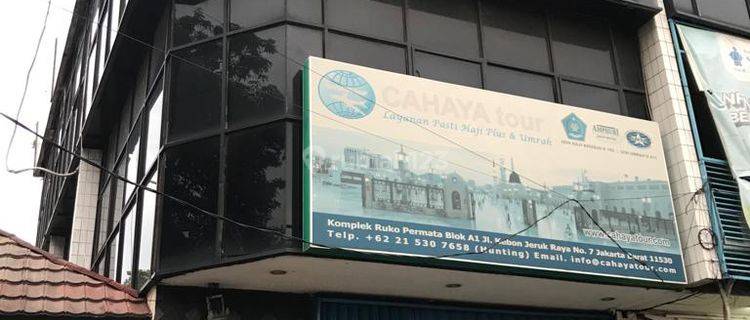 CAHAYA tour
Layanan Pasti Haji Plus & Umrah
AMPHURI
www.cahayatour.com
Komplek Ruko Permata Blok A1 Jl. Kebon Jeruk Raya No. 7 Jakarta Barat 11530
Telp. +62 21 530 7658 (Hunting) Email. info@cahayatour.com